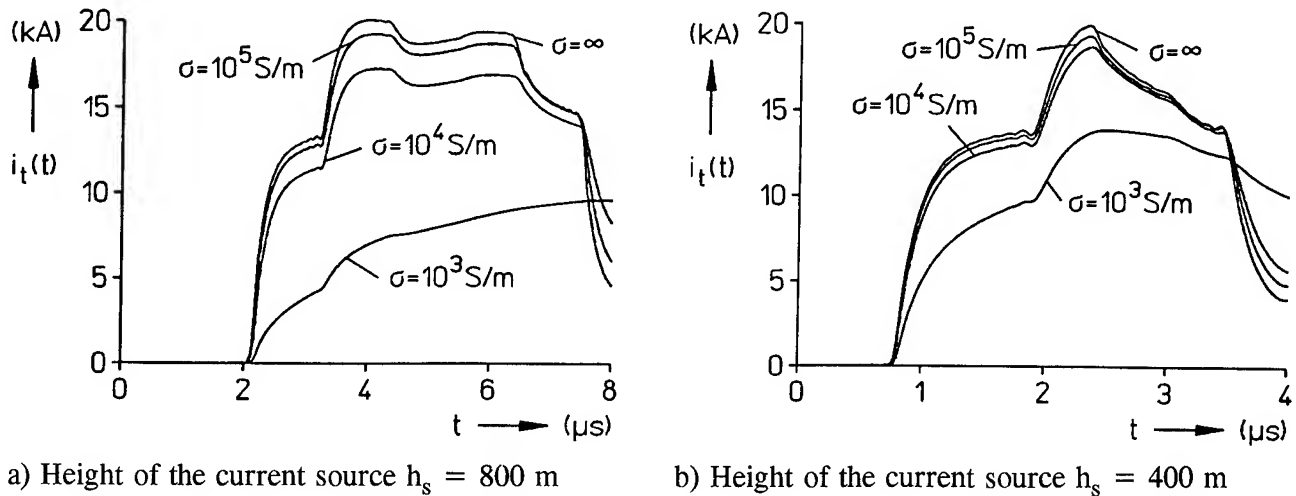 (kA)
i_t(t)
20
15
10
5
0
0
2
4
6
8
t
(µs)
σ=∞
σ=10⁵S/m
σ=10⁴S/m
σ=10³S/m
a) Height of the current source h_s = 800 m
(kA)
i_t(t)
20
15
10
5
0
0
1
2
3
4
t
(µs)
σ=10⁵S/m
σ=∞
σ=10⁴S/m
σ=10³S/m
b) Height of the current source h_s = 400 m